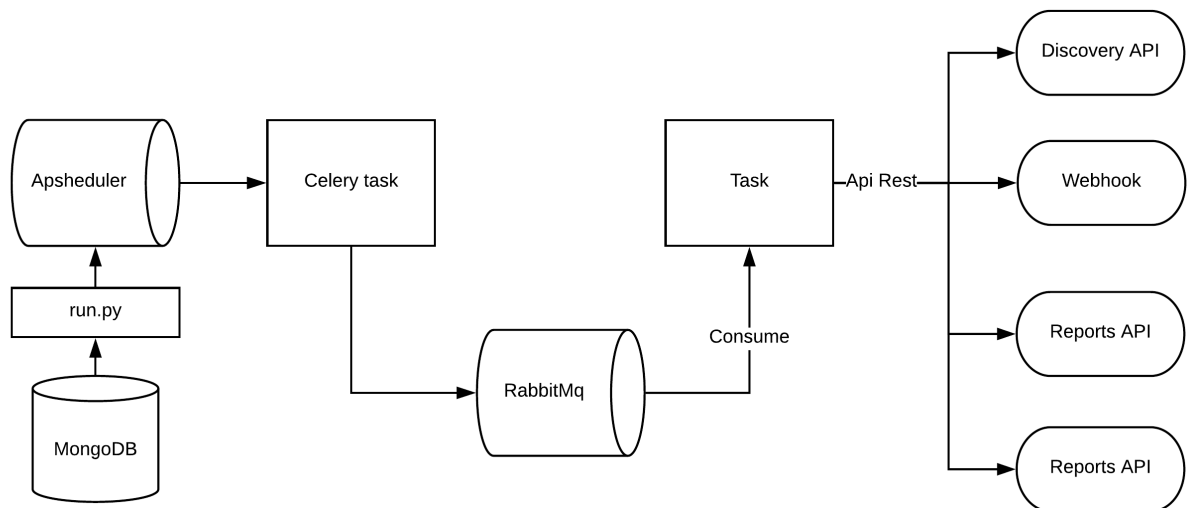 Discovery API
Apsheduler
Celery task
Task
Api Rest
Webhook
run.py
Consume
Reports API
RabbitMq
MongoDB
Reports API